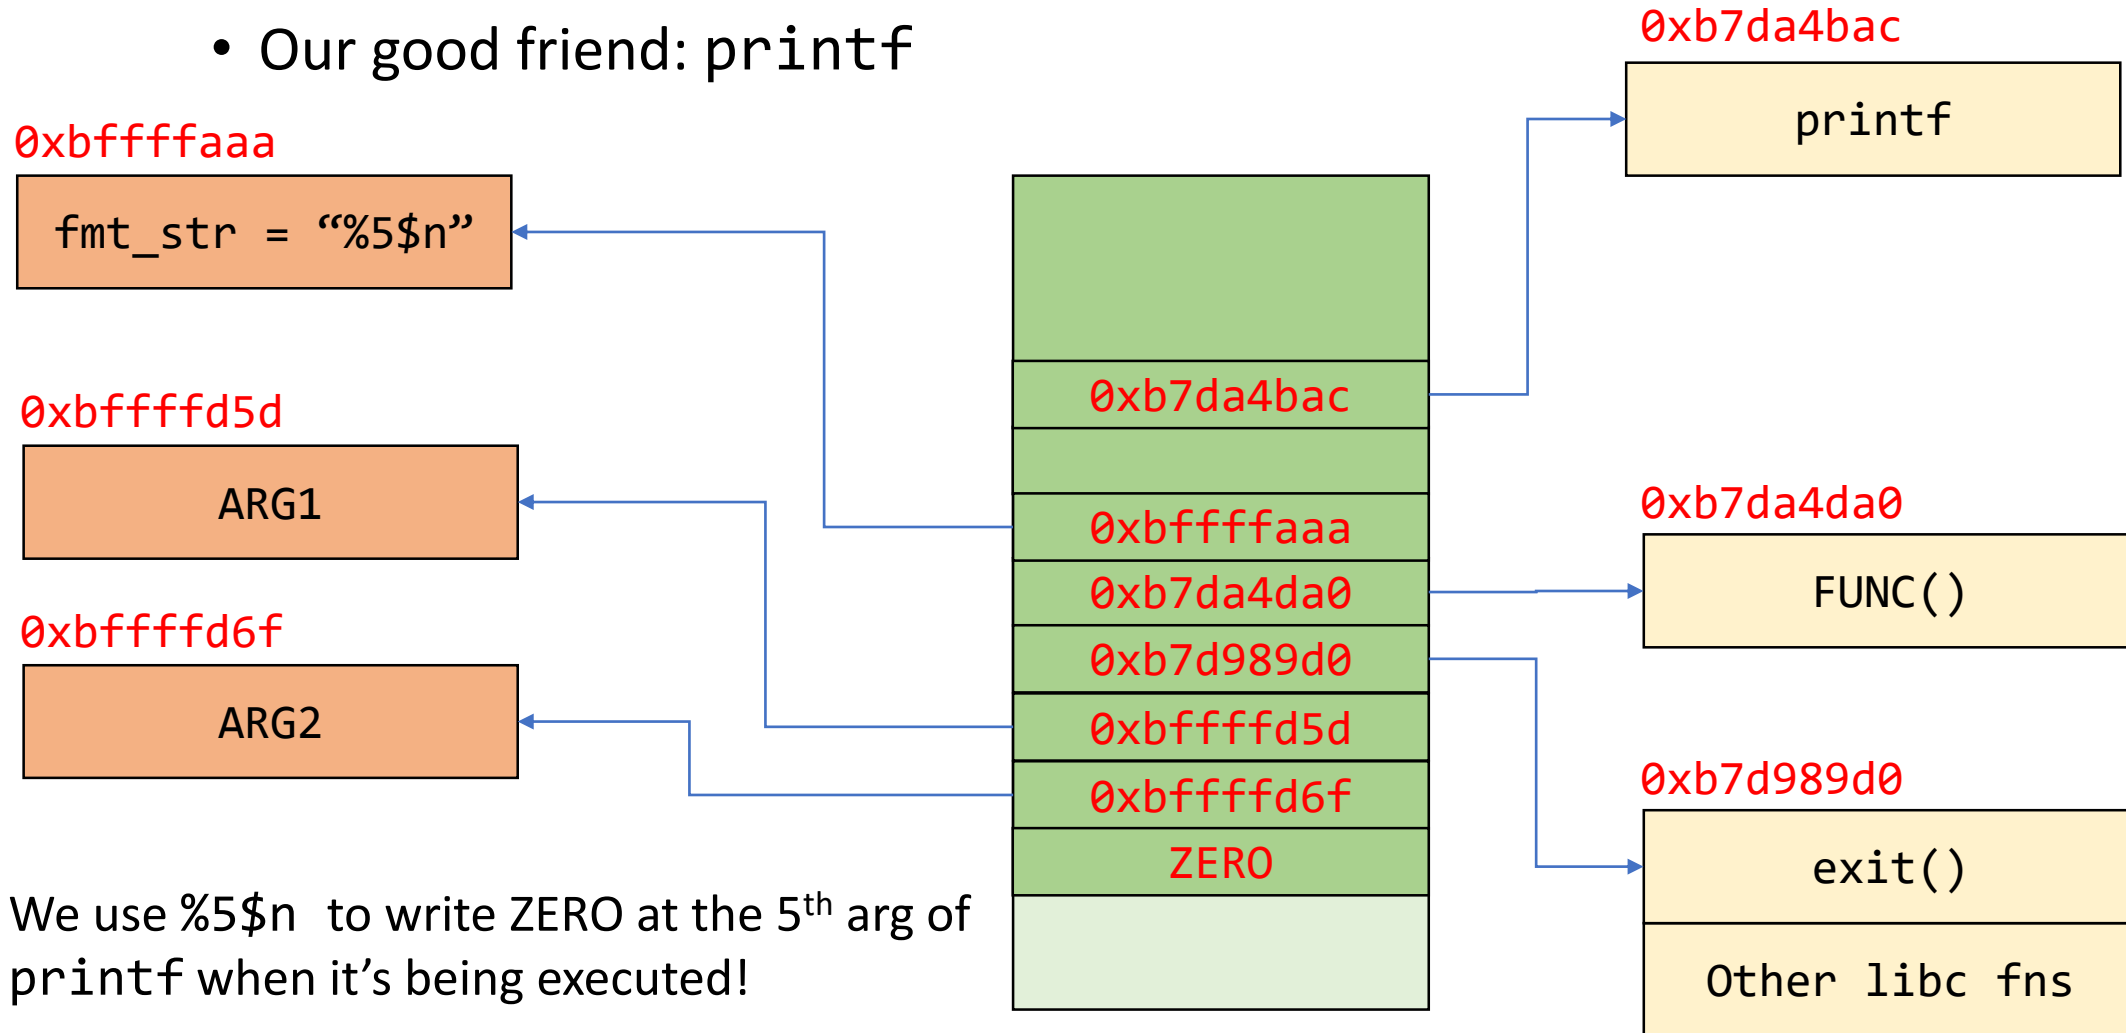 • Our good friend: printf
0xbffffaaa
fmt_str = “%5$n”
0xbffffd5d
ARG1
0xbffffd6f
ARG2
0xb7da4bac
0xbffffaaa
0xb7da4da0
0xb7d989d0
0xbffffd5d
0xbffffd6f
ZERO
0xb7da4bac
printf
0xb7da4da0
FUNC()
0xb7d989d0
exit()
Other libc fns
We use %5$n to write ZERO at the 5th arg of
printf when it’s being executed!